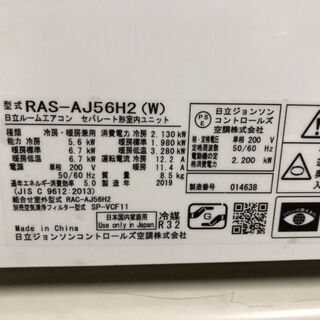 型式 RAS-AJ56H2 (W)
日立ルームエアコン セパレート形室内ユニット
種類 冷房・暖房兼用 消費電力 冷房 2.130 kW
能力 冷房 5.6 kW 暖房標準 1.980 kW
暖房標準 6.7 kW 暖房低温 3.280 kW
暖房低温 6.7 kW 運転電流 冷房 12.2 A
電源 単相 200 V 暖房 11.4 A
50/60 Hz 質量 8.5 kg
通年エネルギー消費効率 5.0 製造年 2019
(JIS C 9612:2013)
組合せ室外型式 RAC-AJ56H2
別売空気清浄フィルター型式 SP-VCF11
Made in China
日立ジョンソンコントロールズ空調株式会社
日本国内家庭用
Use only in Japan
冷媒
R32
P S
E
日立ジョンソン
コントロールズ
空調株式会社
相・定格電圧 単相 200 V
定格周波数 50/60 Hz
定格消費電力
2.200 kW
製造番号 014638
G